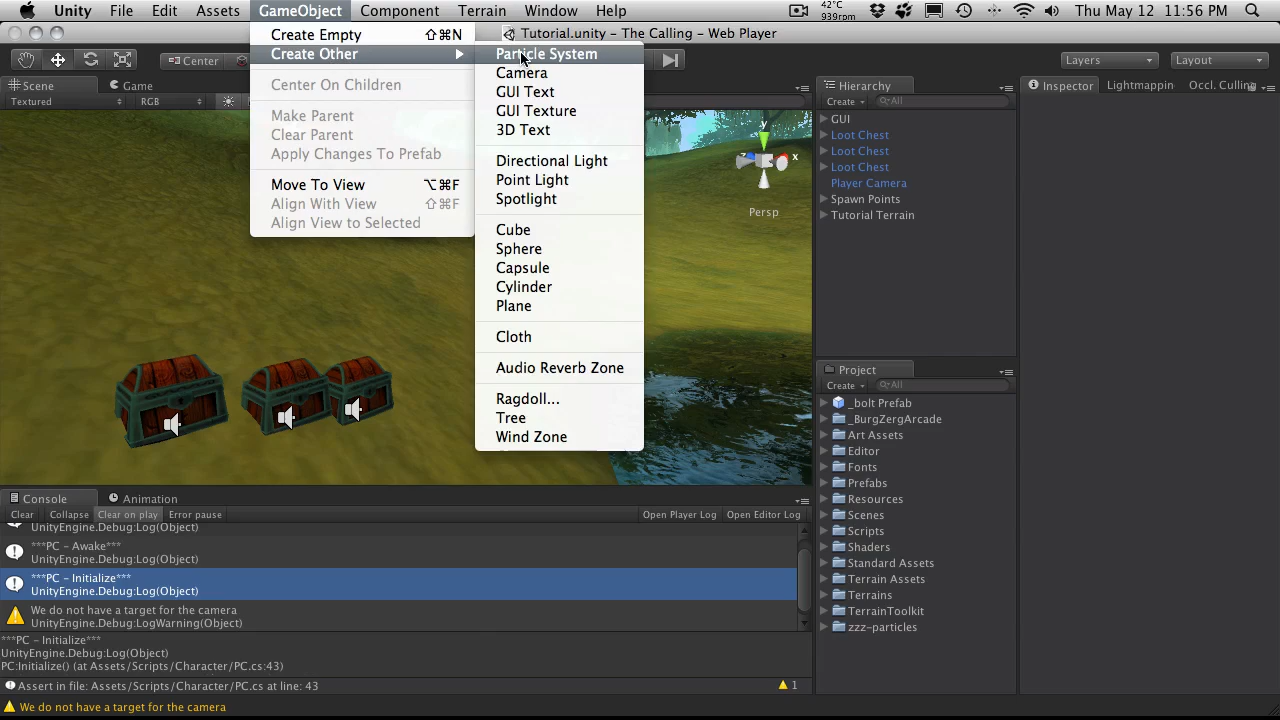 Unity File Edit Assets GameObject Component Terrain Window Help 42°C 939rpm Thu May 12 11:56 PM
Tutorial.unity – The Calling – Web Player
Create Empty ⇧⌘N
Create Other ▶
Center On Children
Make Parent
Clear Parent
Apply Changes To Prefab
Move To View ⌥⌘F
Align With View ⇧⌘F
Align View to Selected
Particle System
Camera
GUI Text
GUI Texture
3D Text
Directional Light
Point Light
Spotlight
Cube
Sphere
Capsule
Cylinder
Plane
Cloth
Audio Reverb Zone
Ragdoll...
Tree
Wind Zone
Center
Layers Layout
Scene Game
Textured RGB
y
x
Persp
Hierarchy
Create All
GUI
Loot Chest
Loot Chest
Loot Chest
Player Camera
Spawn Points
Tutorial Terrain
Inspector Lightmapping Occl. Culling
Project
Create All
_bolt Prefab
_BurgZergArcade
Art Assets
Editor
Fonts
Prefabs
Resources
Scenes
Scripts
Shaders
Standard Assets
Terrain Assets
Terrains
TerrainToolkit
zzz-particles
Console Animation
Clear Collapse Clear on play Error pause Open Player Log Open Editor Log
UnityEngine.Debug:Log(Object)
***PC – Awake***
UnityEngine.Debug:Log(Object)
***PC – Initialize***
UnityEngine.Debug:Log(Object)
We do not have a target for the camera
UnityEngine.Debug:LogWarning(Object)
***PC – Initialize***
UnityEngine.Debug:Log(Object)
PC:Initialize() (at Assets/Scripts/Character/PC.cs:43)
Assert in file: Assets/Scripts/Character/PC.cs at line: 43 1
We do not have a target for the camera